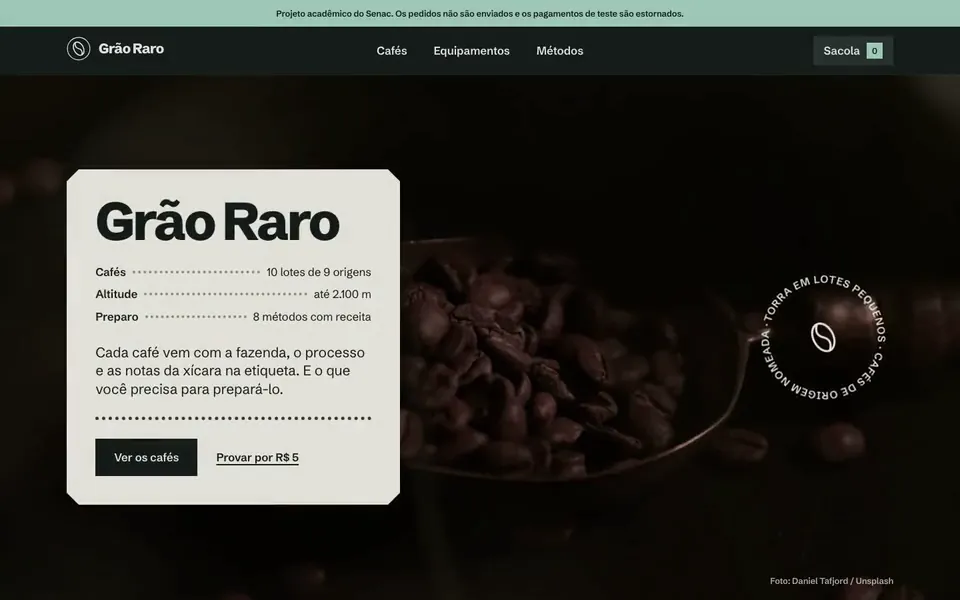 Projeto acadêmico do Senac. Os pedidos não são enviados e os pagamentos de teste são estornados.
Grão Raro
Cafés
Equipamentos
Métodos
Sacola 0
Grão Raro
Cafés 10 lotes de 9 origens
Altitude até 2.100 m
Preparo 8 métodos com receita
Cada café vem com a fazenda, o processo
e as notas da xícara na etiqueta. E o que
você precisa para prepará-lo.
Ver os cafés
Provar por R$ 5
TORRA EM LOTES PEQUENOS · CAFÉS DE ORIGEM NOMEADA ·
Foto: Daniel Tafjord / Unsplash